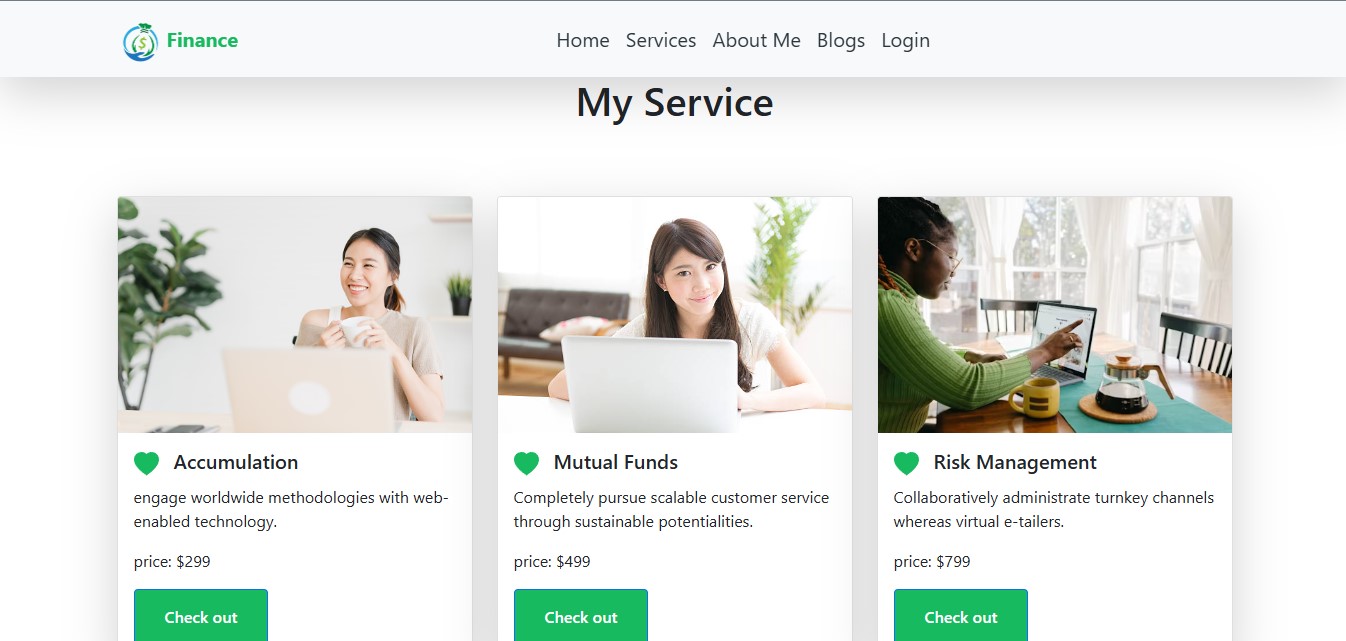 Finance
Home Services About Me Blogs Login
My Service
Accumulation
engage worldwide methodologies with web-
enabled technology.
price: $299
Check out
Mutual Funds
Completely pursue scalable customer service
through sustainable potentialities.
price: $499
Check out
Risk Management
Collaboratively administrate turnkey channels
whereas virtual e-tailers.
price: $799
Check out